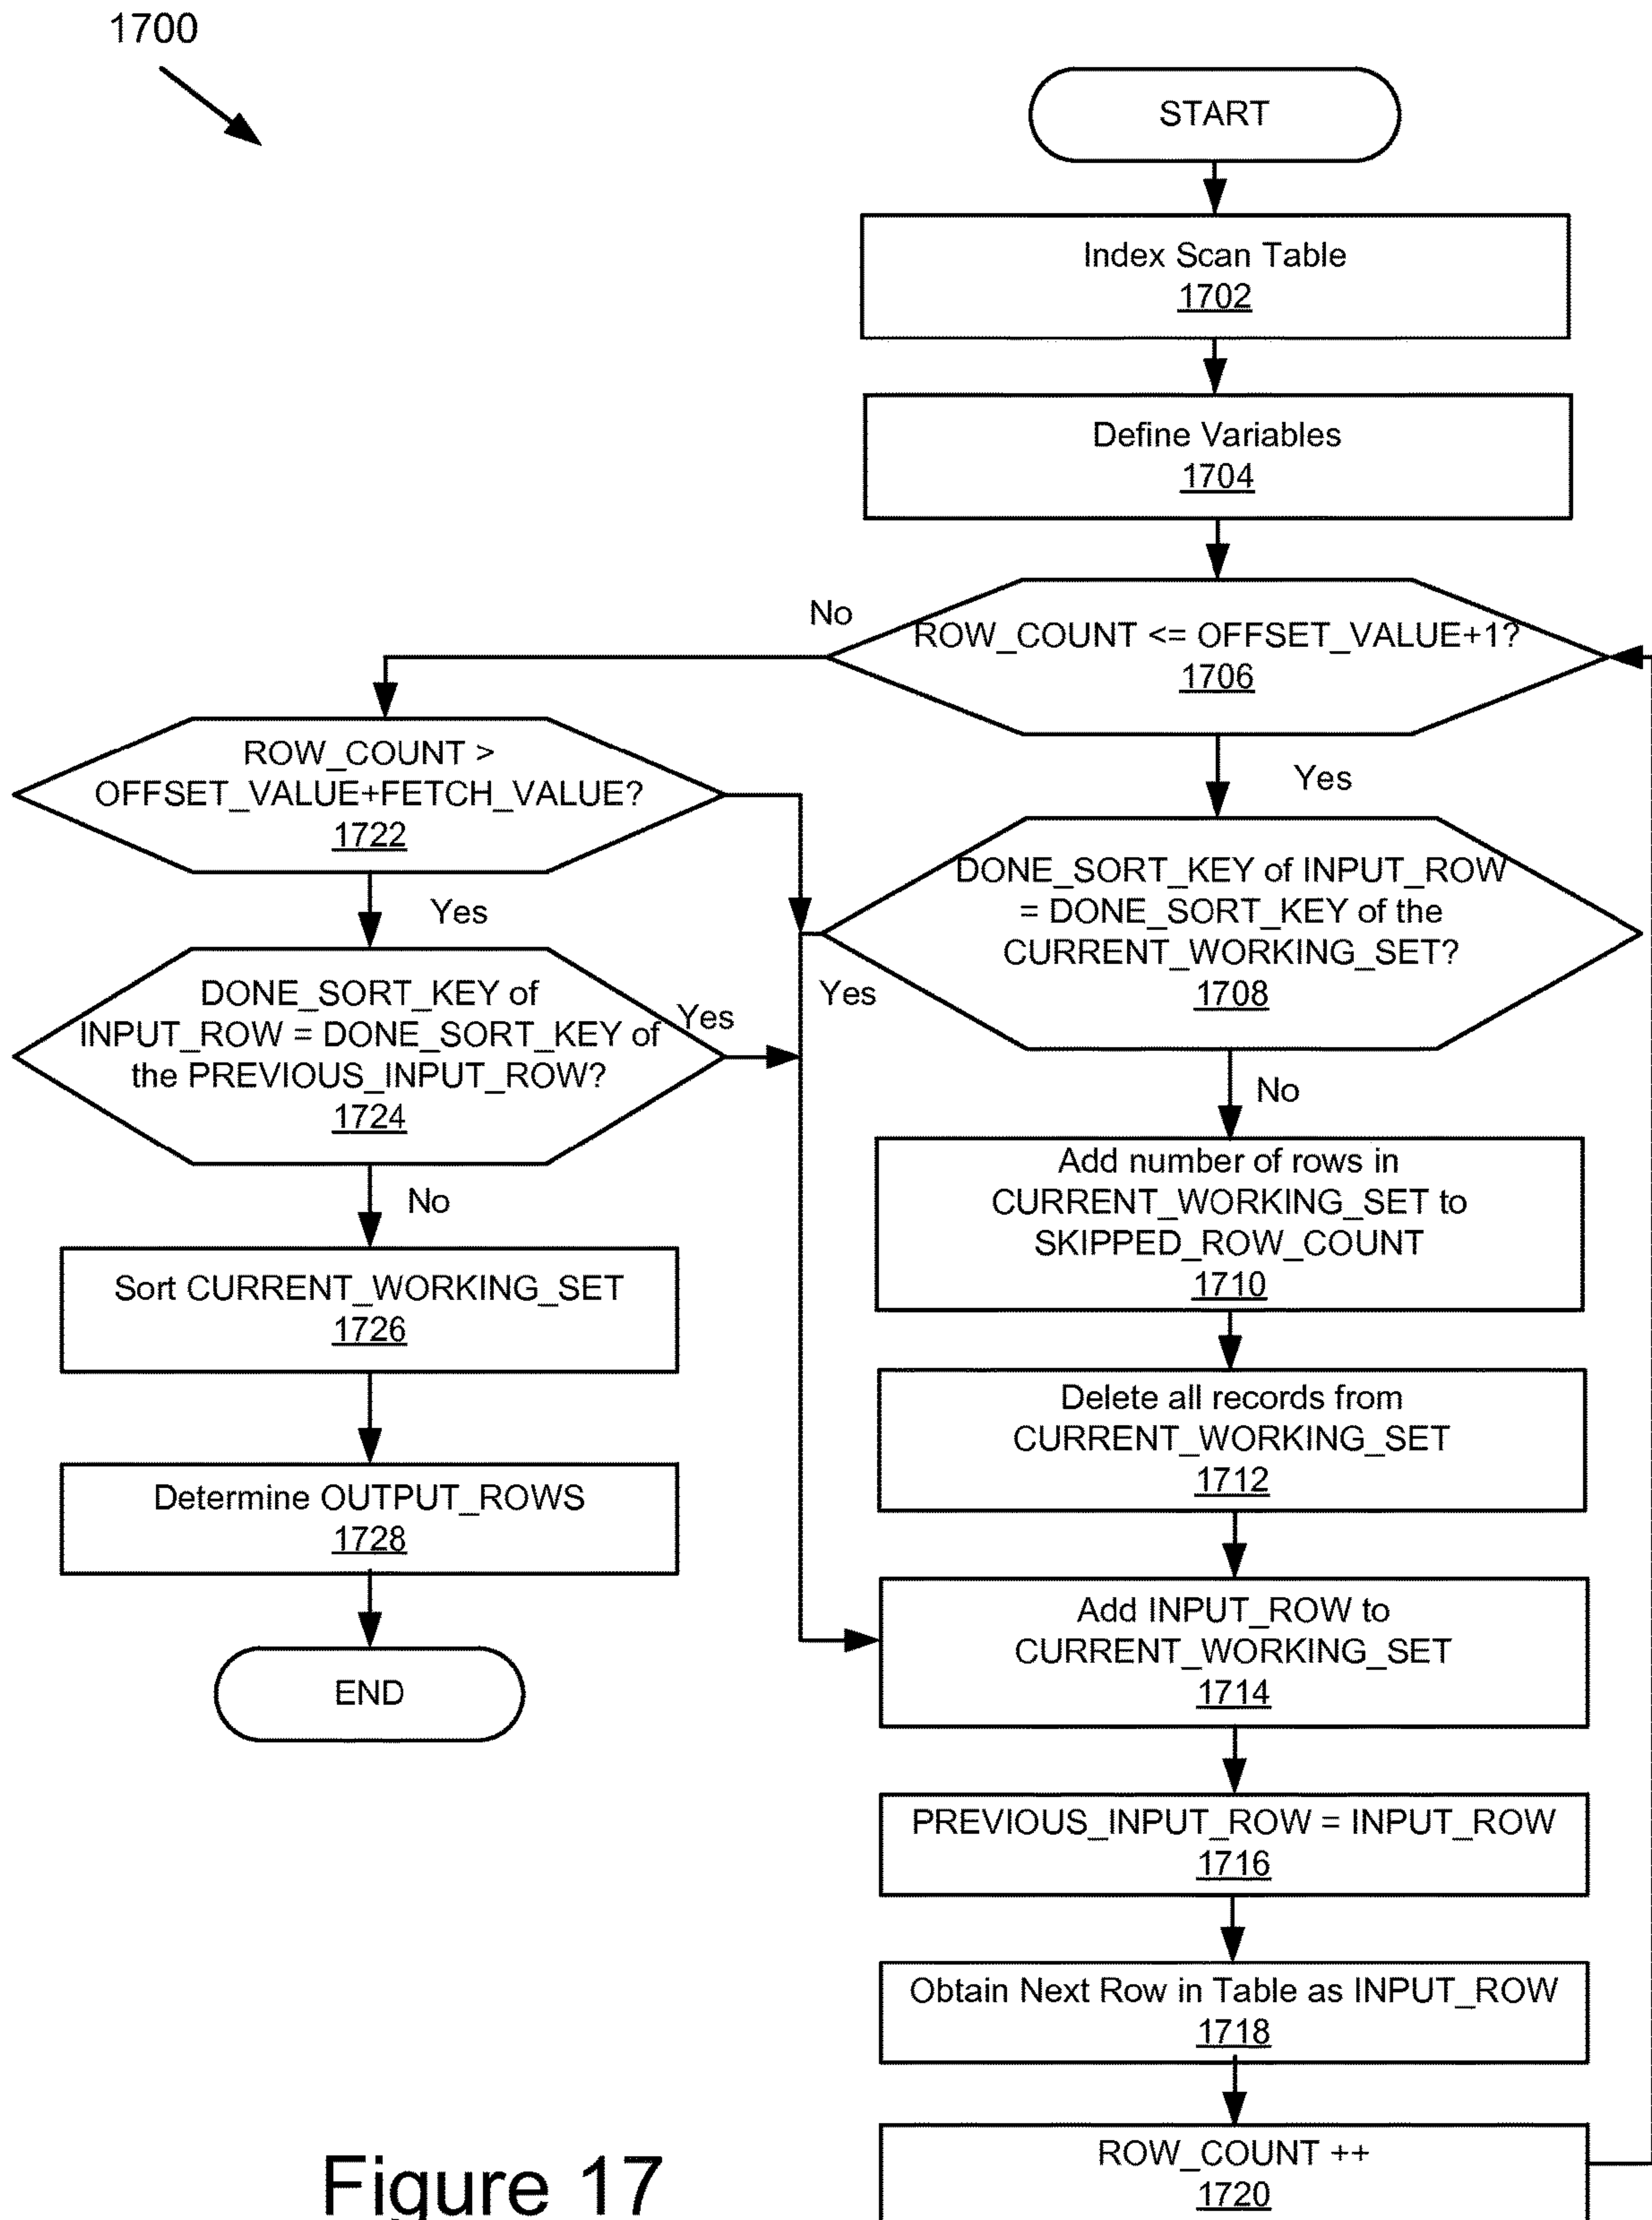 1700
START
Index Scan Table
1702
Define Variables
1704
No
ROW_COUNT <= OFFSET_VALUE+1?
1706
Yes
ROW_COUNT >
OFFSET_VALUE+FETCH_VALUE?
1722
Yes
DONE_SORT_KEY of INPUT_ROW
= DONE_SORT_KEY of the
CURRENT_WORKING_SET?
1708
Yes
No
DONE_SORT_KEY of
INPUT_ROW = DONE_SORT_KEY of
the PREVIOUS_INPUT_ROW?
1724
Yes
No
Add number of rows in
CURRENT_WORKING_SET to
SKIPPED_ROW_COUNT
1710
Sort CURRENT_WORKING_SET
1726
Delete all records from
CURRENT_WORKING_SET
1712
Determine OUTPUT_ROWS
1728
Add INPUT_ROW to
CURRENT_WORKING_SET
1714
END
PREVIOUS_INPUT_ROW = INPUT_ROW
1716
Obtain Next Row in Table as INPUT_ROW
1718
ROW_COUNT ++
1720
Figure 17